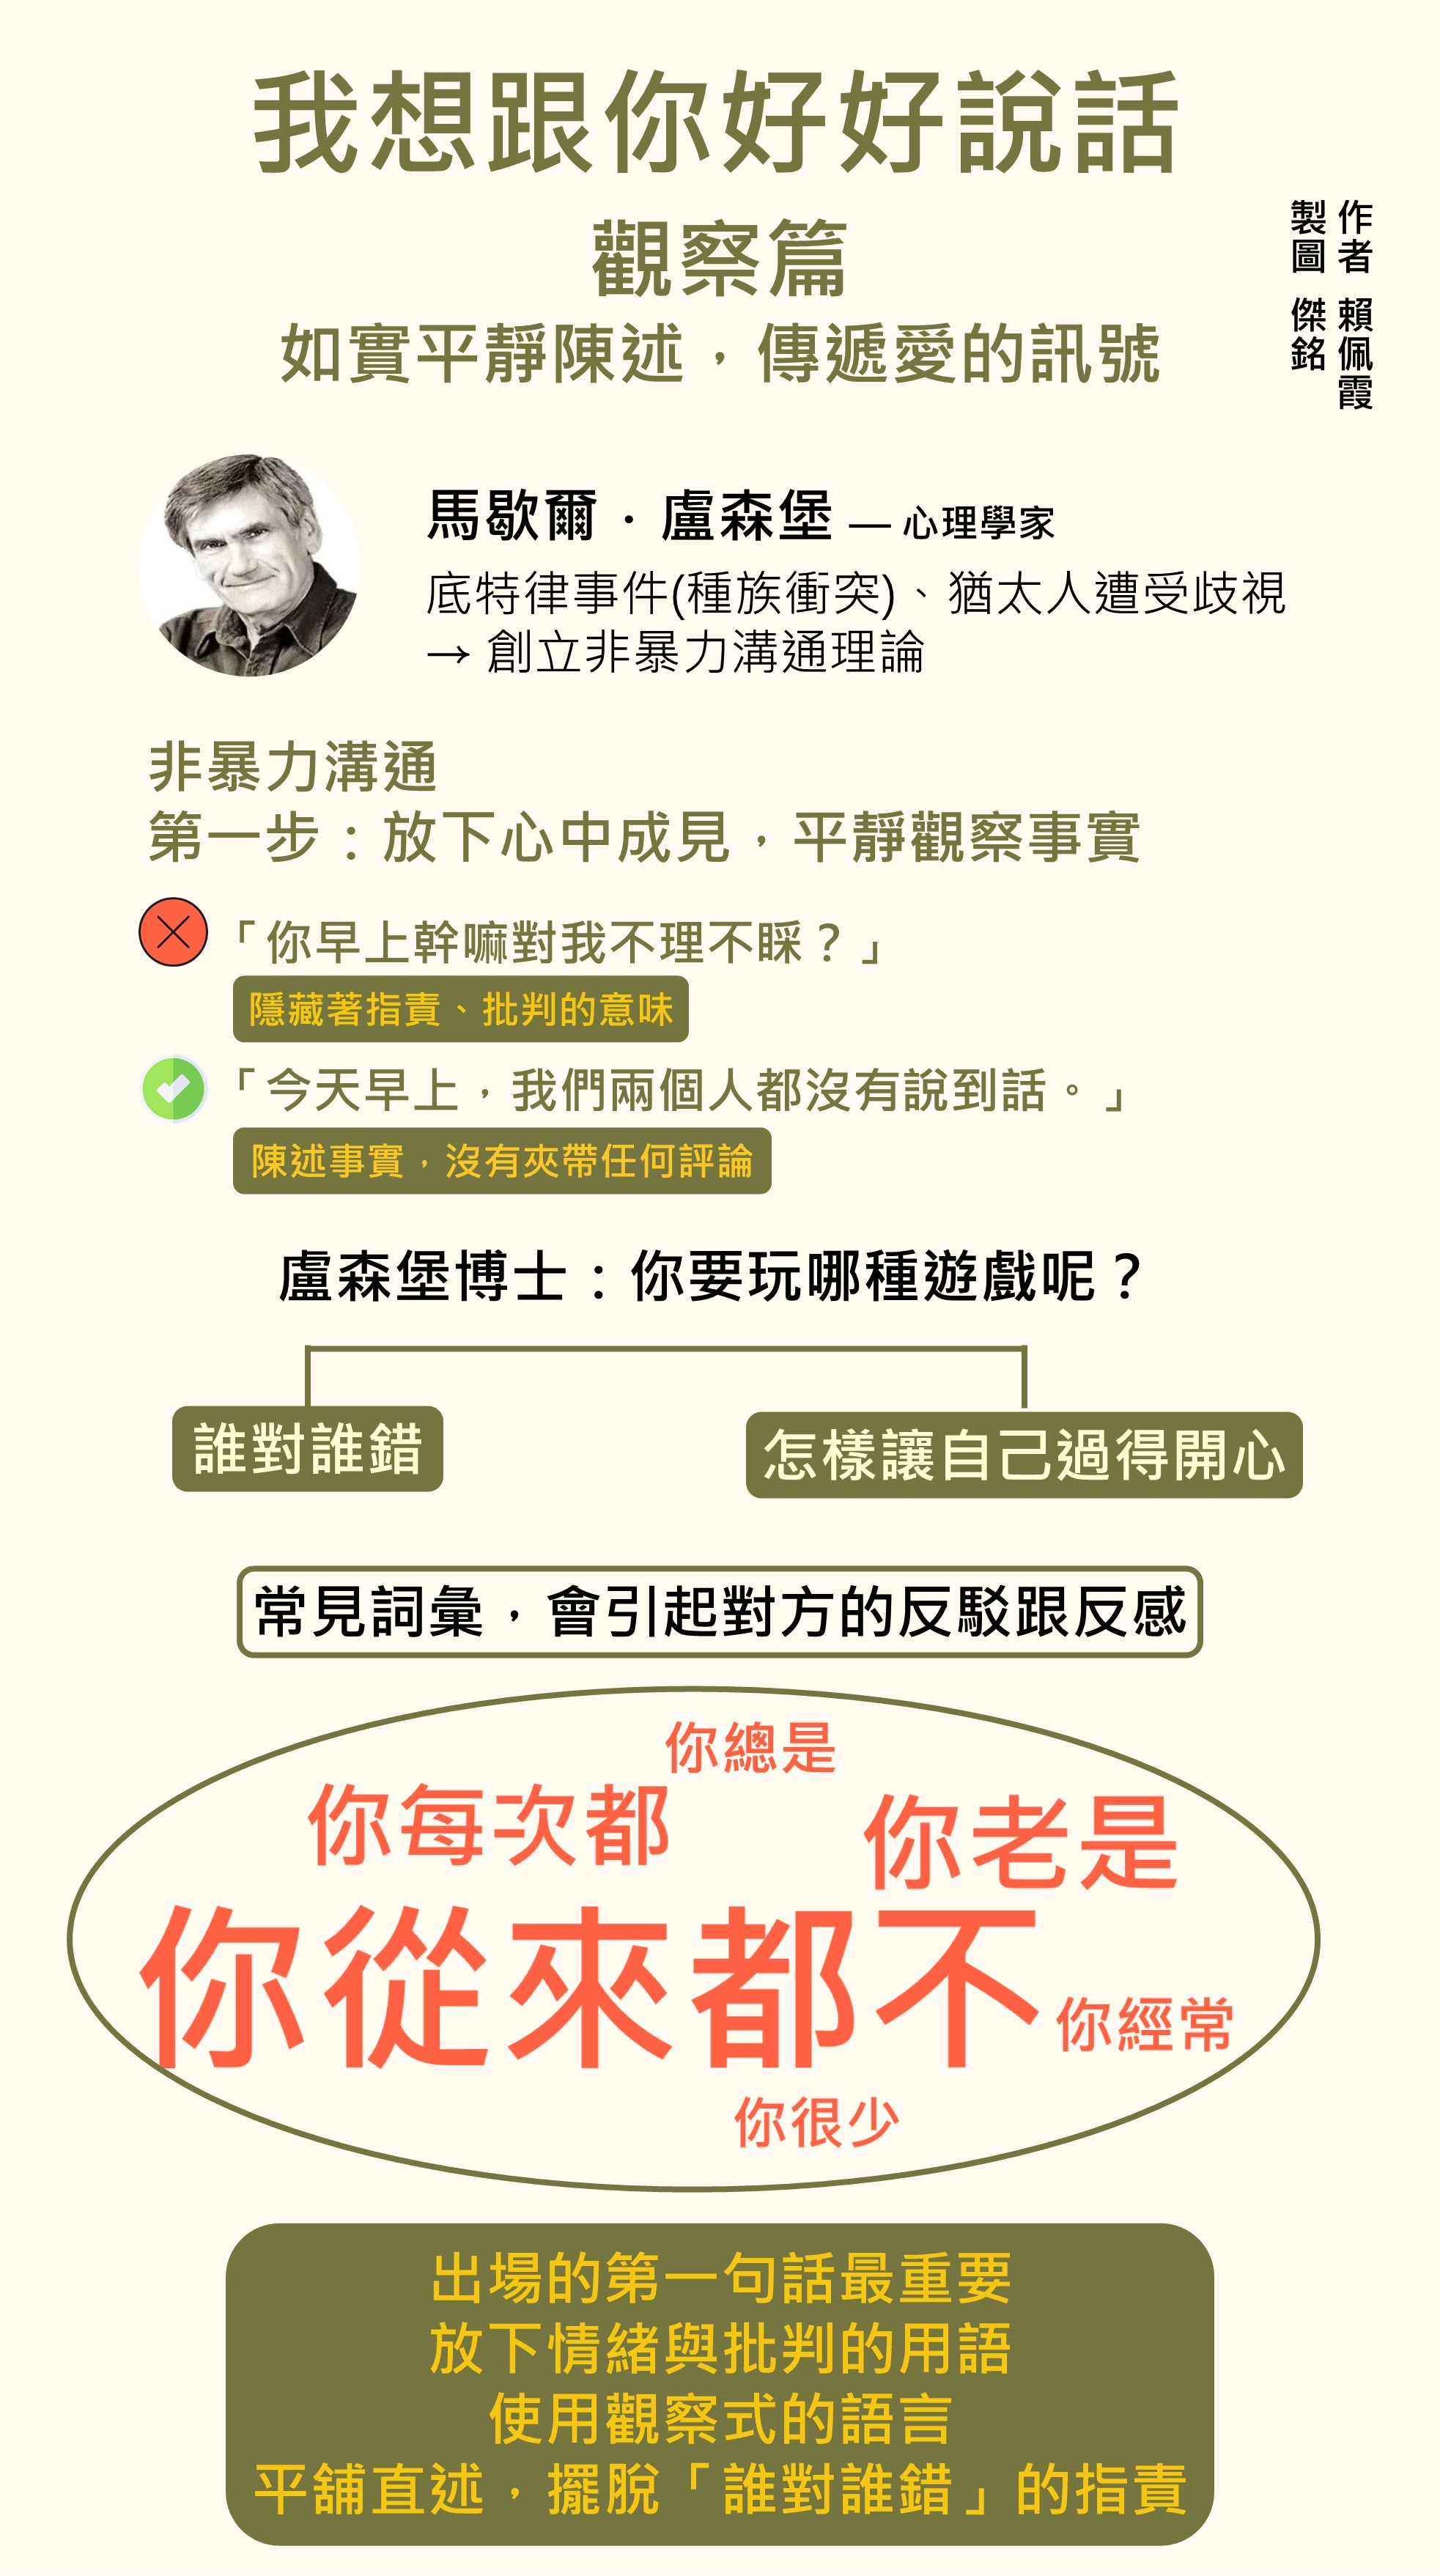 我想跟你好好說話
觀察篇
如實平靜陳述，傳遞愛的訊號
作者 賴佩霞
製圖 傑銘
馬歇爾．盧森堡 — 心理學家
底特律事件(種族衝突)、猶太人遭受歧視
→ 創立非暴力溝通理論
非暴力溝通
第一步：放下心中成見，平靜觀察事實
「你早上幹嘛對我不理不睬？」
隱藏著指責、批判的意味
「今天早上，我們兩個人都沒有說到話。」
陳述事實，沒有夾帶任何評論
盧森堡博士：你要玩哪種遊戲呢？
誰對誰錯
怎樣讓自己過得開心
常見詞彙，會引起對方的反駁跟反感
你總是
你每次都
你老是
你從來都不
你經常
你很少
出場的第一句話最重要
放下情緒與批判的用語
使用觀察式的語言
平舖直述，擺脫「誰對誰錯」的指責